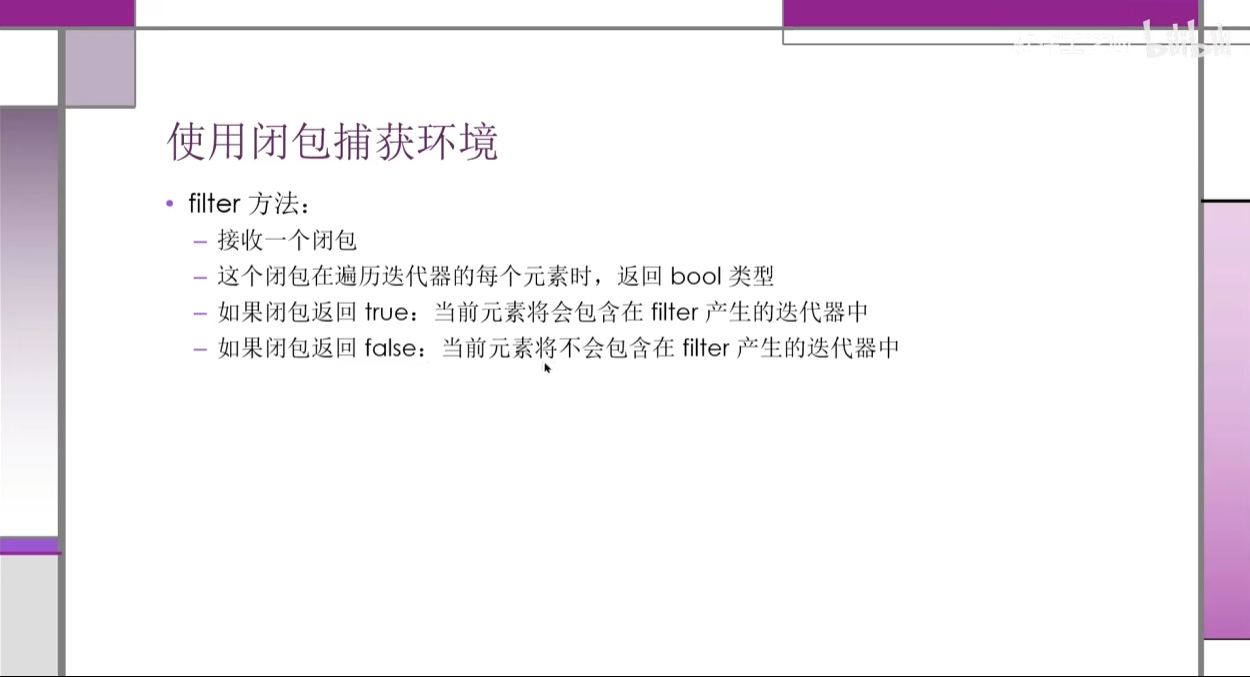 bilibili
使用闭包捕获环境
• filter 方法：
– 接收一个闭包
– 这个闭包在遍历迭代器的每个元素时，返回 bool 类型
– 如果闭包返回 true：当前元素将会包含在 filter 产生的迭代器中
– 如果闭包返回 false：当前元素将不会包含在 filter 产生的迭代器中